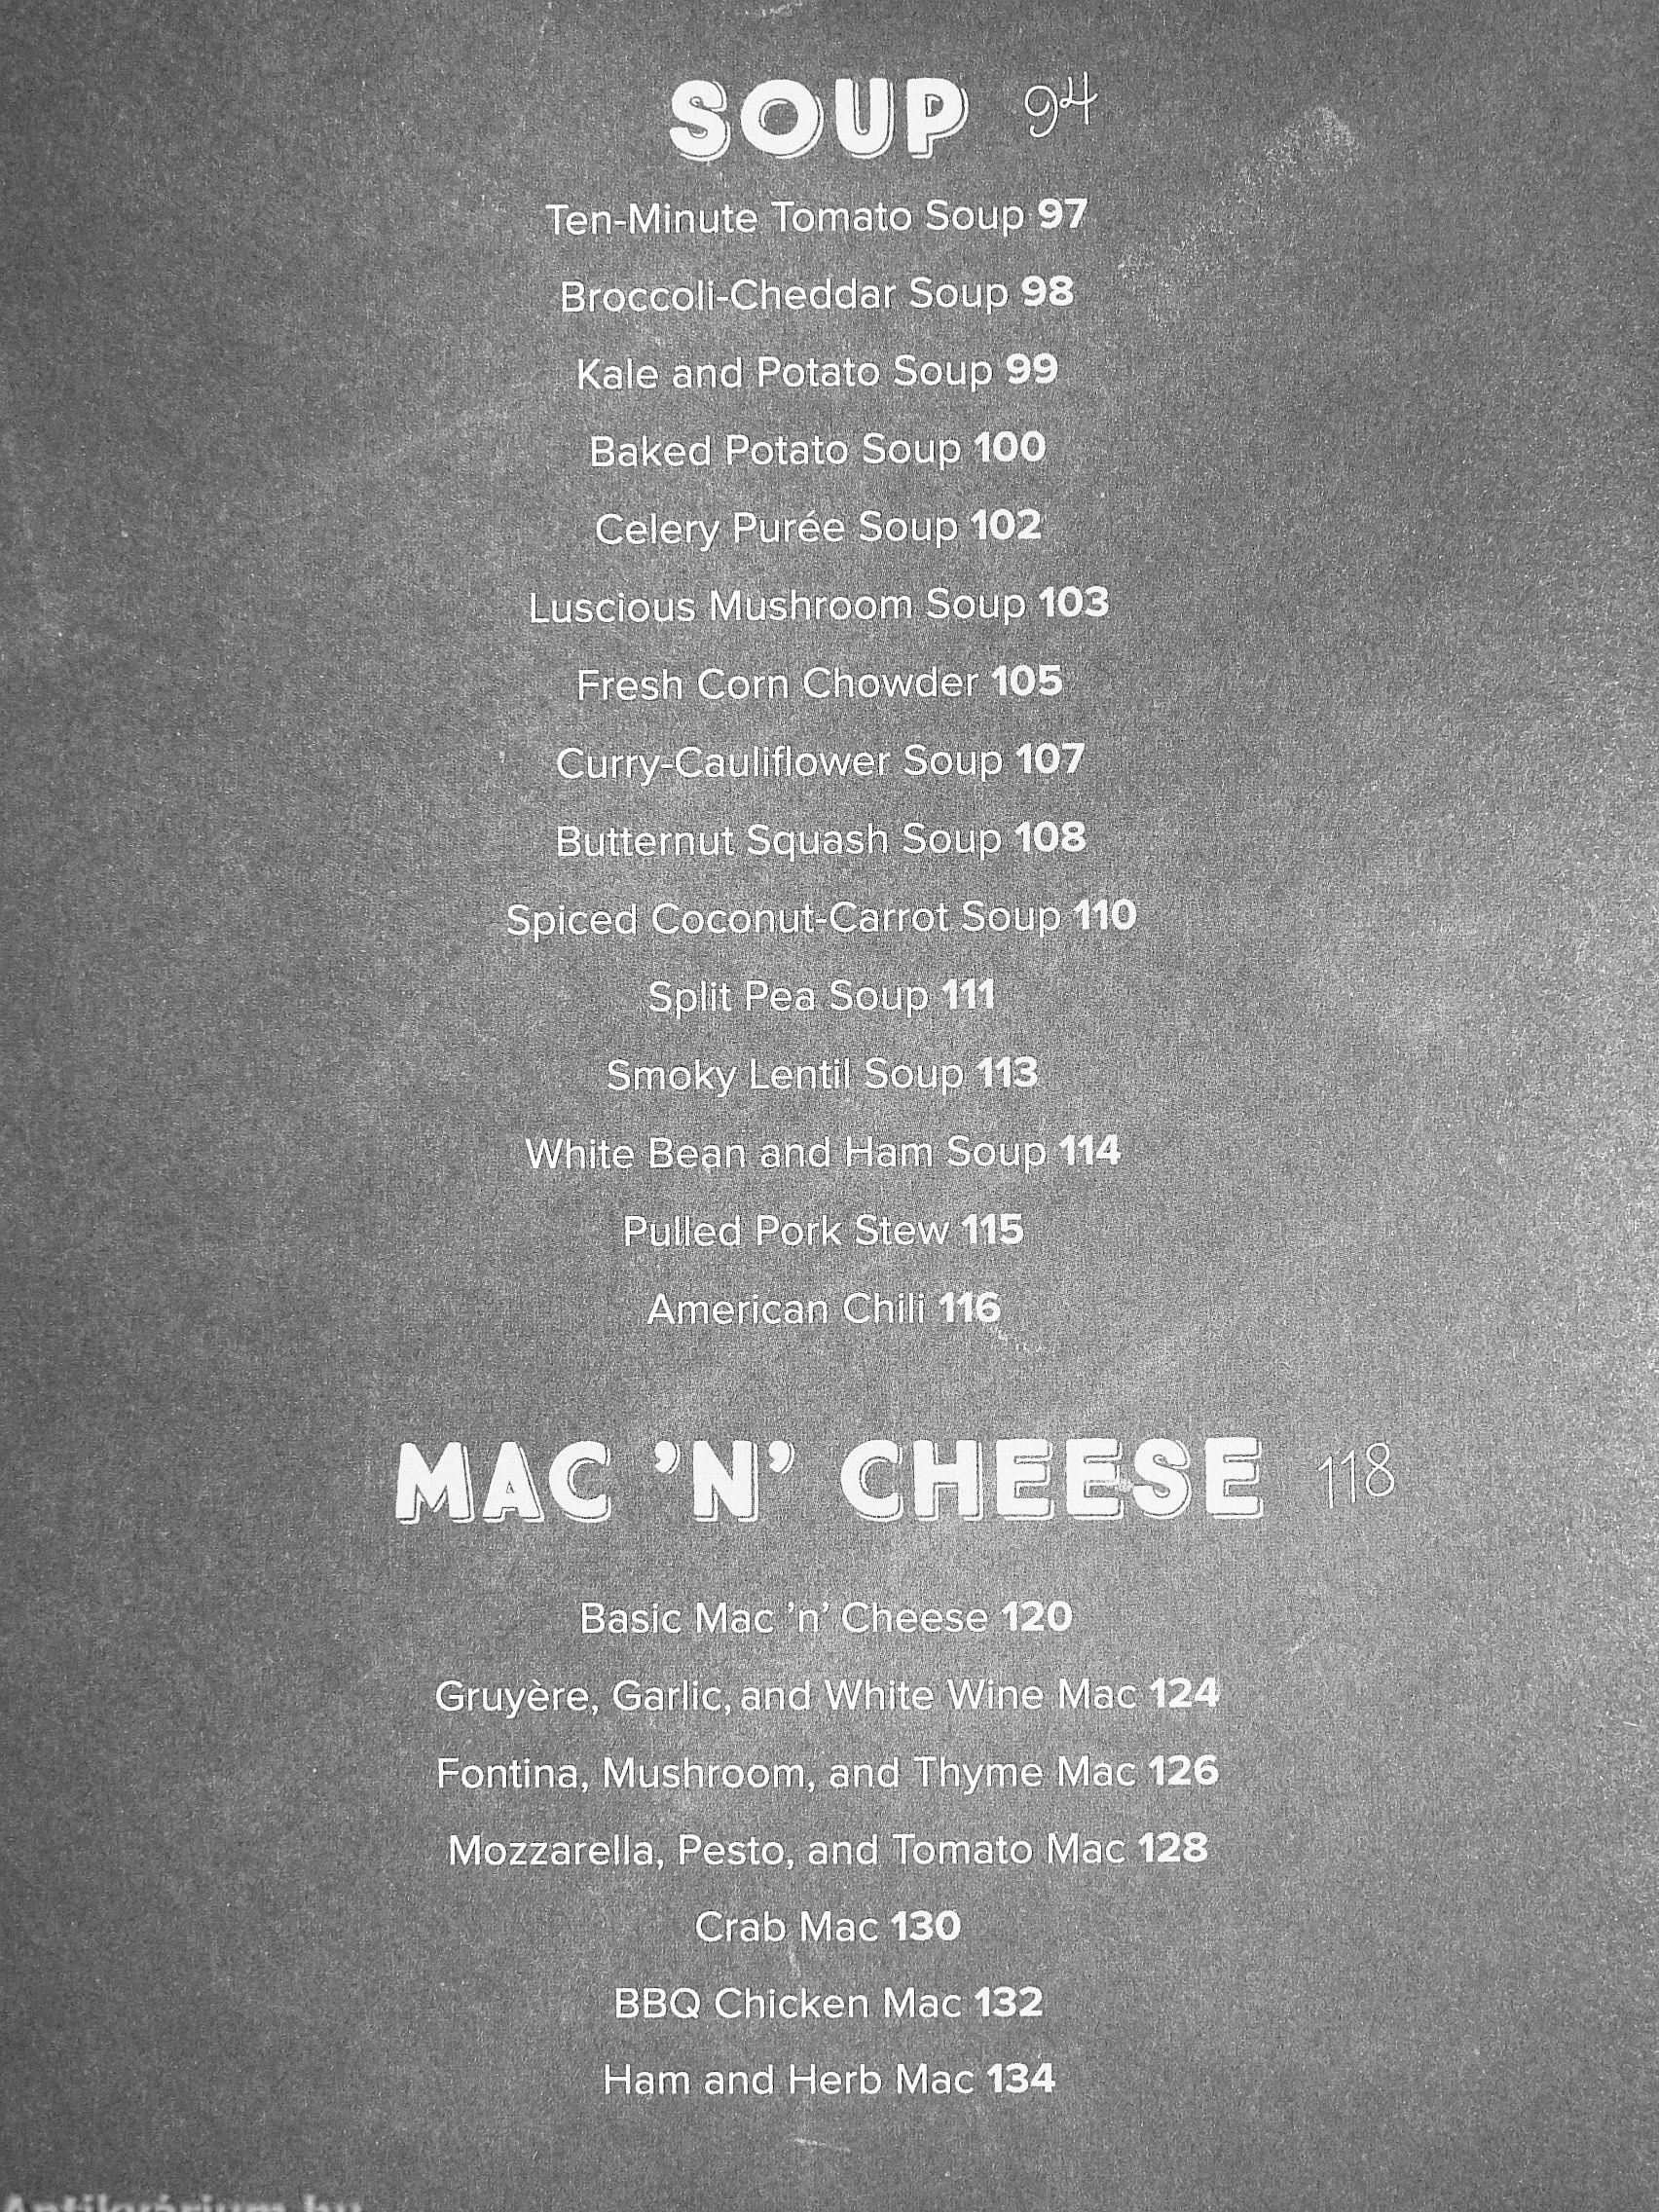 SOUP 94
Ten-Minute Tomato Soup 97
Broccoli-Cheddar Soup 98
Kale and Potato Soup 99
Baked Potato Soup 100
Celery Purée Soup 102
Luscious Mushroom Soup 103
Fresh Corn Chowder 105
Curry-Cauliflower Soup 107
Butternut Squash Soup 108
Spiced Coconut-Carrot Soup 110
Split Pea Soup 111
Smoky Lentil Soup 113
White Bean and Ham Soup 114
Pulled Pork Stew 115
American Chili 116
MAC ’N’ CHEESE 118
Basic Mac ’n’ Cheese 120
Gruyère, Garlic, and White Wine Mac 124
Fontina, Mushroom, and Thyme Mac 126
Mozzarella, Pesto, and Tomato Mac 128
Crab Mac 130
BBQ Chicken Mac 132
Ham and Herb Mac 134